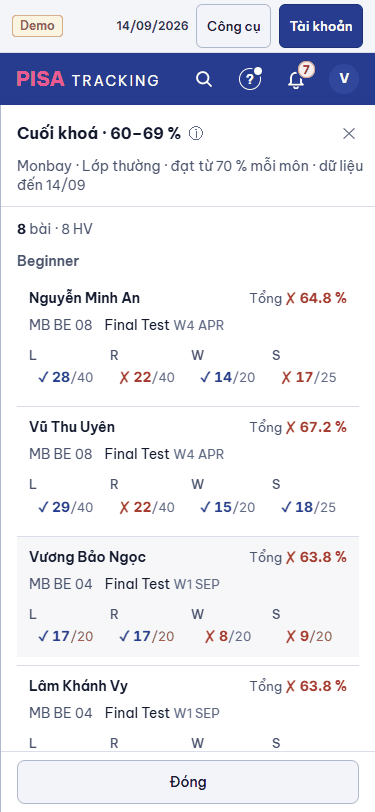 Demo 14/09/2026 Công cụ Tài khoản
PISA TRACKING ? 7 V
Cuối khoá · 60–69 % ⓘ
Monbay · Lớp thường · đạt từ 70 % mỗi môn · dữ liệu
đến 14/09
8 bài · 8 HV
Beginner
Nguyễn Minh An Tổng ✗ 64.8 %
MB BE 08 Final Test W4 APR
L R W S
✓ 28/40 ✗ 22/40 ✓ 14/20 ✗ 17/25
Vũ Thu Uyên Tổng ✗ 67.2 %
MB BE 08 Final Test W4 APR
L R W S
✓ 29/40 ✗ 22/40 ✓ 15/20 ✓ 18/25
Vương Bảo Ngọc Tổng ✗ 63.8 %
MB BE 04 Final Test W1 SEP
L R W S
✓ 17/20 ✓ 17/20 ✗ 8/20 ✗ 9/20
Lâm Khánh Vy Tổng ✗ 63.8 %
MB BE 04 Final Test W1 SEP
L R W S
Đóng